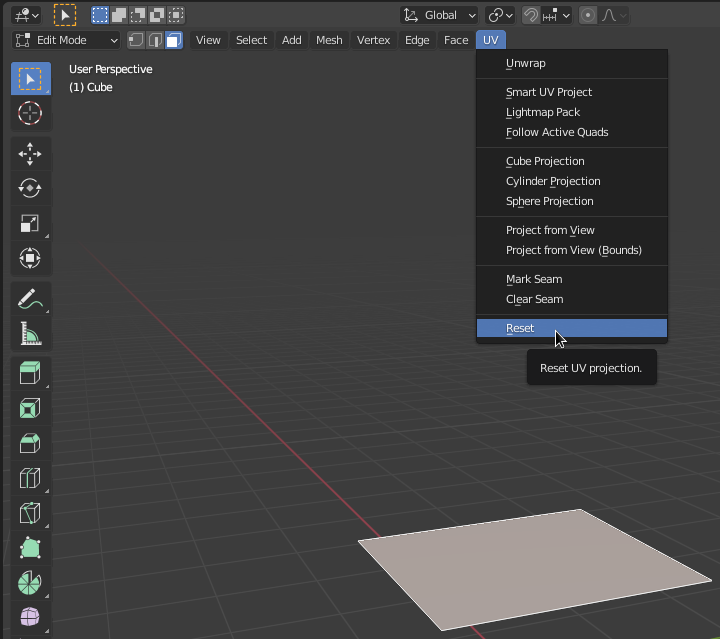 Global
Edit Mode
View
Select
Add
Mesh
Vertex
Edge
Face
UV
User Perspective
(1) Cube
Unwrap
Smart UV Project
Lightmap Pack
Follow Active Quads
Cube Projection
Cylinder Projection
Sphere Projection
Project from View
Project from View (Bounds)
Mark Seam
Clear Seam
Reset
Reset UV projection.